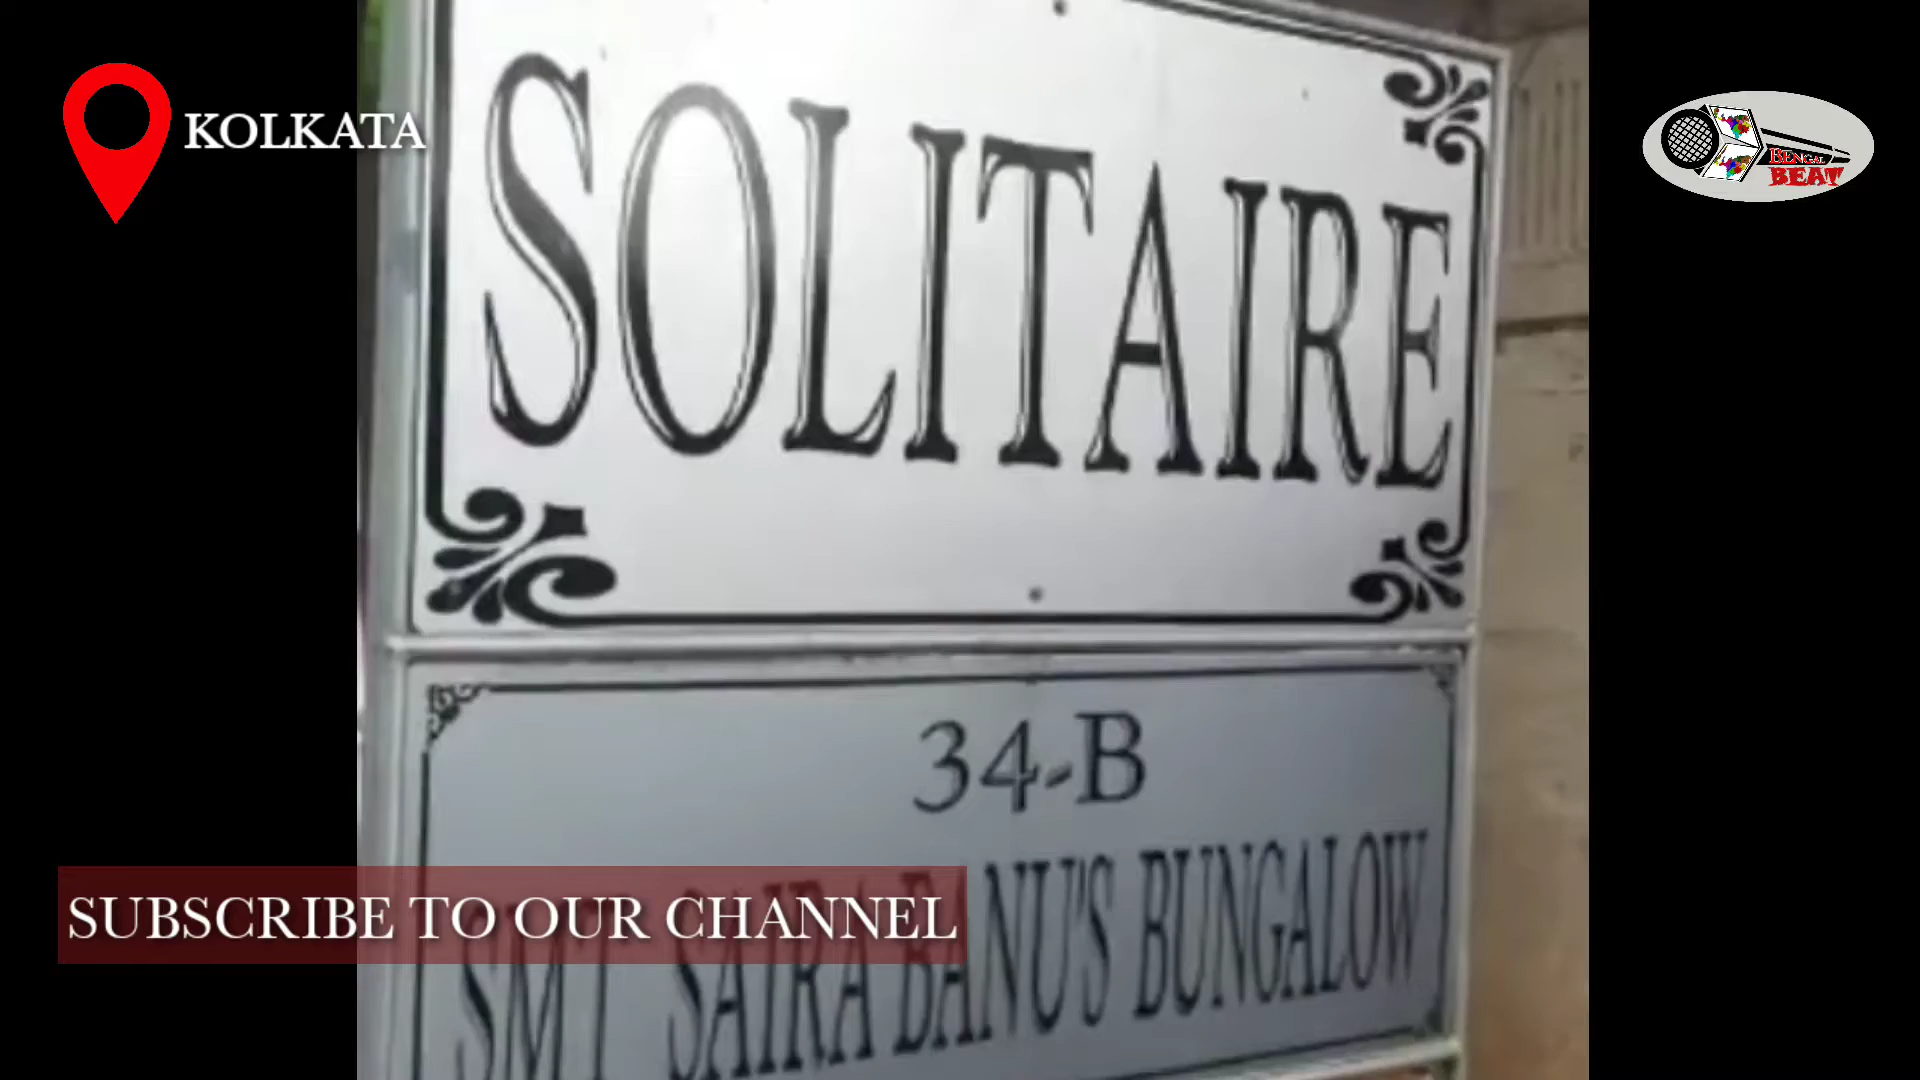 KOLKATA
BENGAL
BEAT
SOLITAIRE
34-B
SMT SAIRA BANU'S BUNGALOW
SUBSCRIBE TO OUR CHANNEL